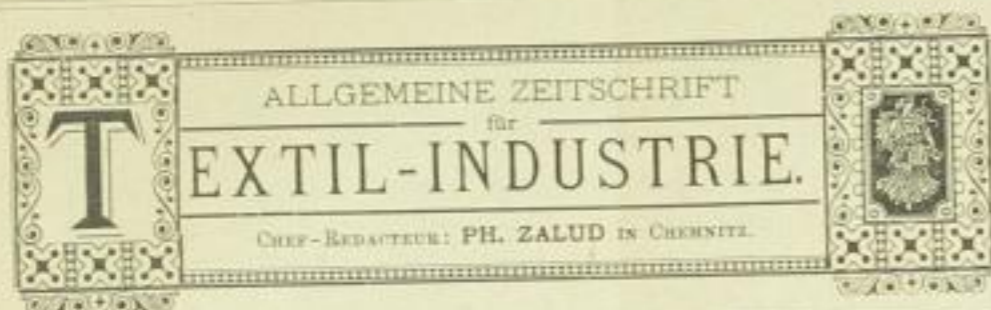 ALLGEMEINE ZEITSCHRIFT
für
TEXTIL-INDUSTRIE.
CHEF-REDACTEUR: PH. ZALUD IN CHEMNITZ.